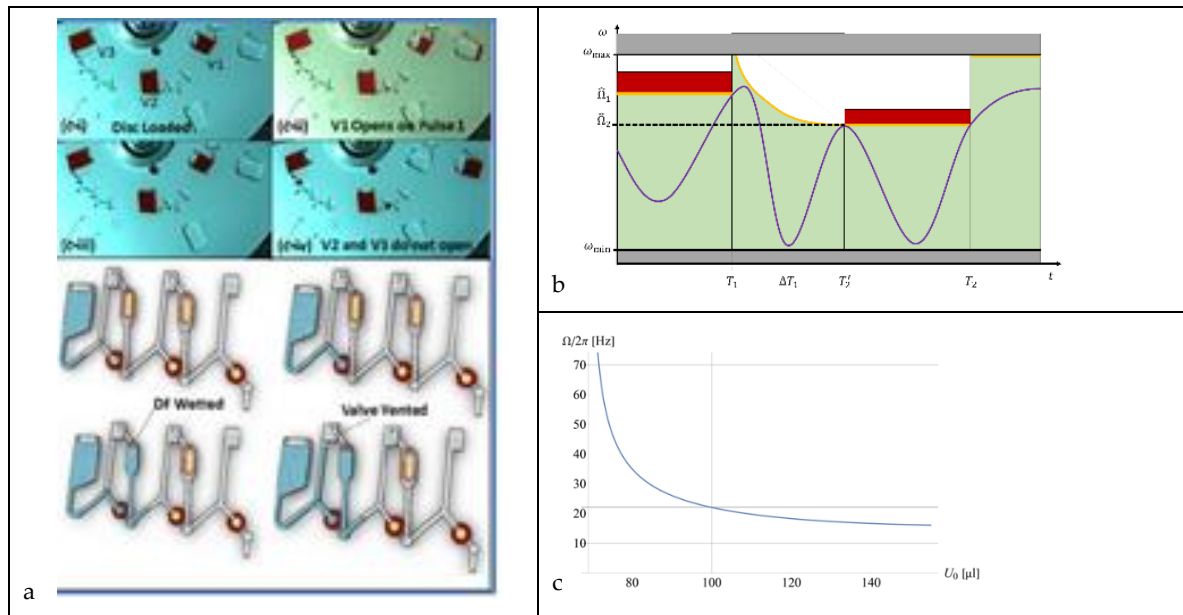 V3
V1
V2
(c-i)
Disc Loaded
(c-ii)
V1 Opens on Pulse 1
(c-iii)
(c-iv)
V2 and V3 do not open
DF Wetted
Valve Vented
a
ω
ωmax
Ω̂1
Ω̂2
ωmin
T1
ΔT1
T2
t
b
Ω/2π [Hz]
70
60
50
40
30
20
10
80
100
120
140
U0 [µl]
c